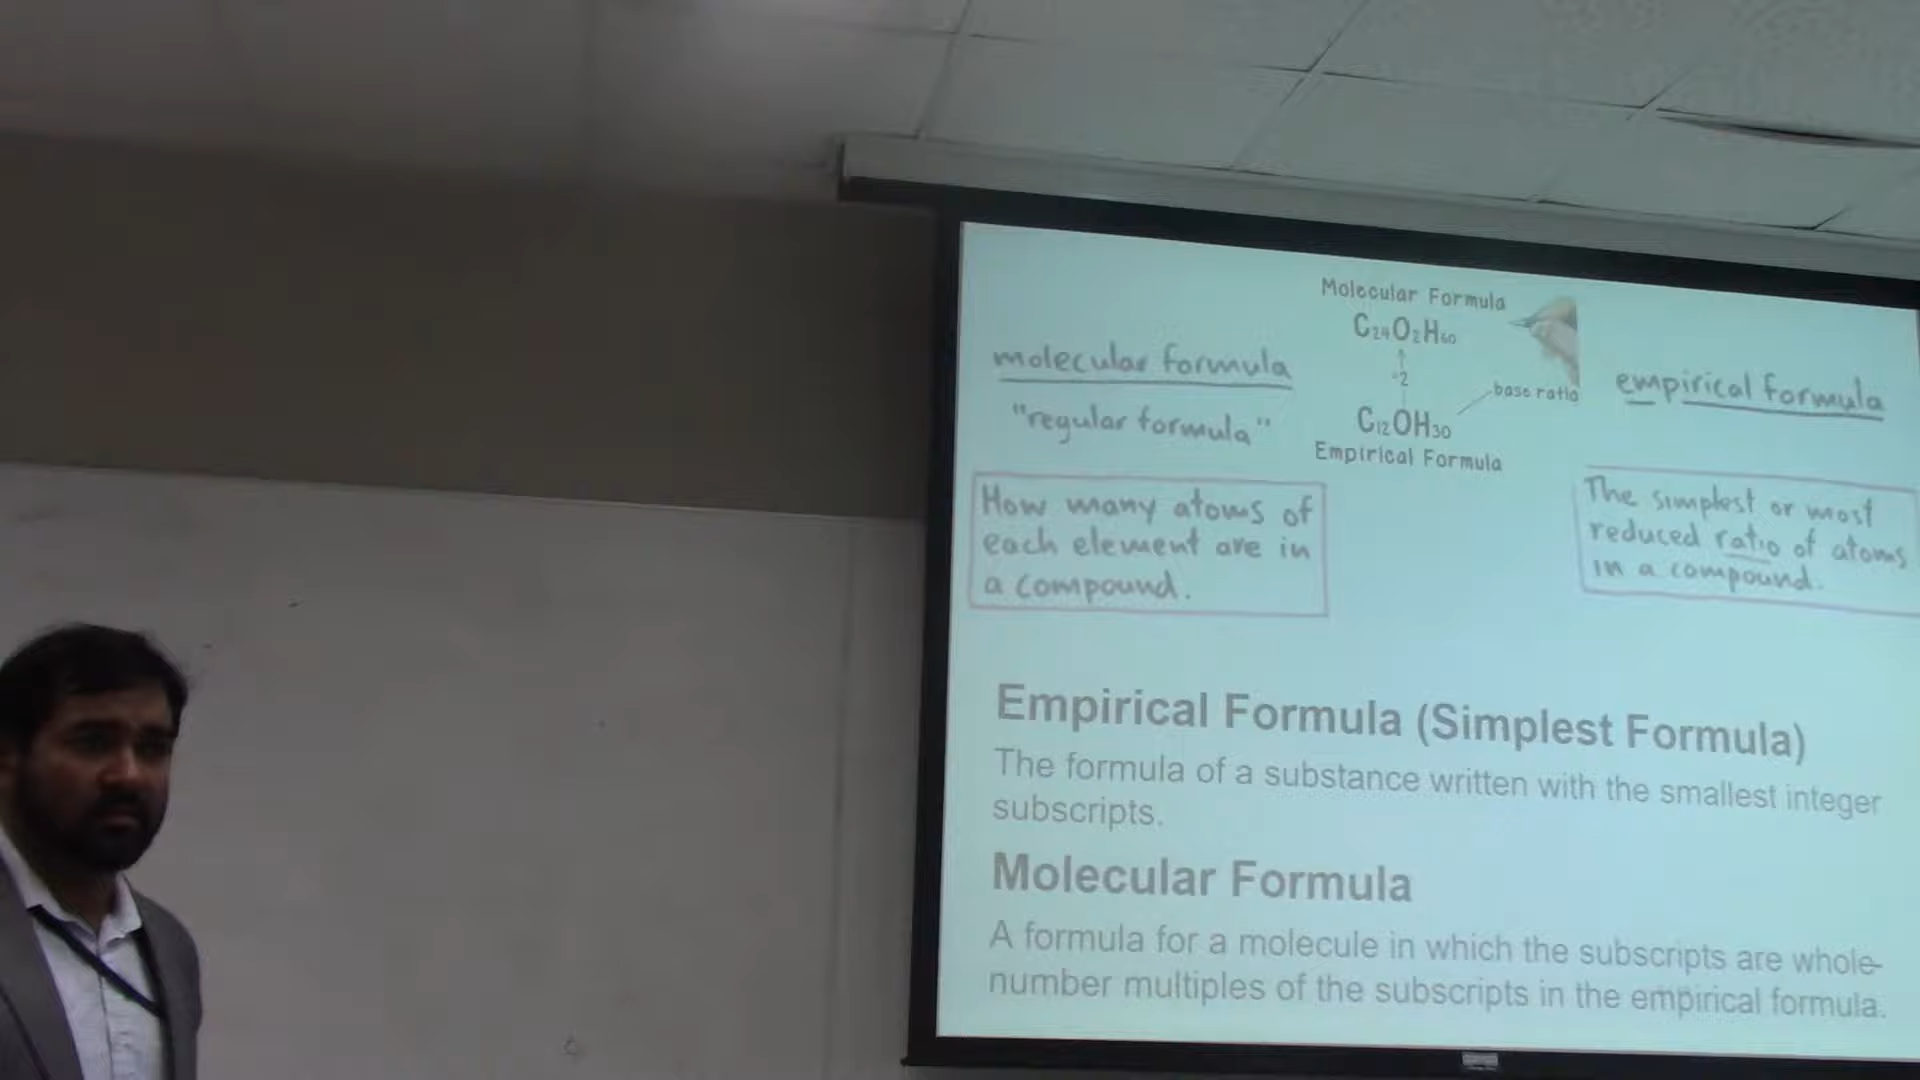 Molecular Formula
C₂₄O₂H₆₀
molecular formula
"regular formula"
·2
base ratio
C₁₂OH₃₀
Empirical Formula
empirical formula
How many atoms of
each element are in
a compound.
The simplest or most
reduced ratio of atoms
in a compound.
Empirical Formula (Simplest Formula)
The formula of a substance written with the smallest integer
subscripts.
Molecular Formula
A formula for a molecule in which the subscripts are whole-
number multiples of the subscripts in the empirical formula.